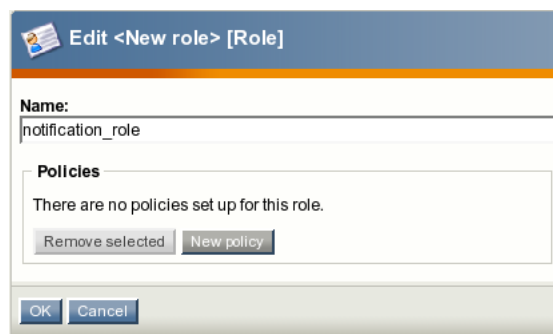 Edit <New role> [Role]
Name:
notification_role
Policies
There are no policies set up for this role.
Remove selected New policy
OK Cancel